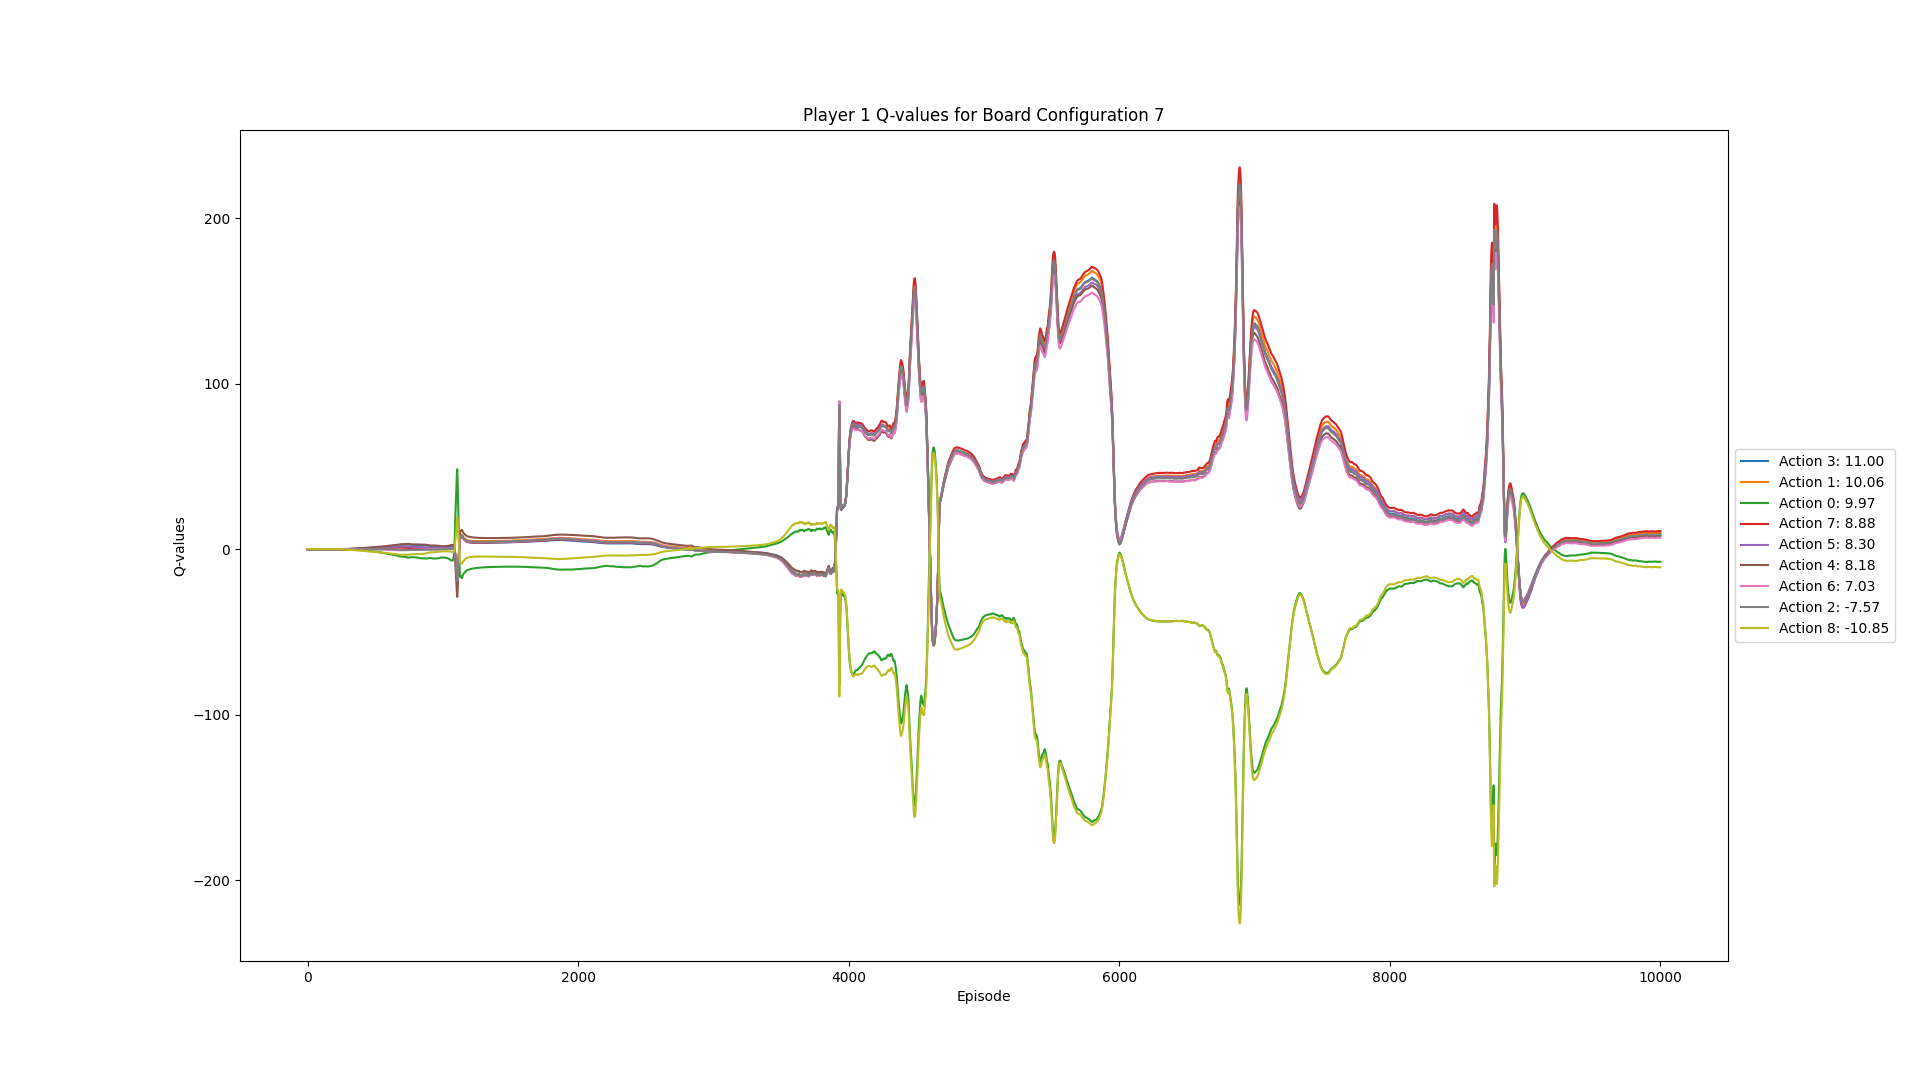 Player 1 Q-values for Board Configuration 7
200
100
0
−100
−200
Q-values
0
2000
4000
6000
8000
10000
Episode
Action 3: 11.00
Action 1: 10.06
Action 0: 9.97
Action 7: 8.88
Action 5: 8.30
Action 4: 8.18
Action 6: 7.03
Action 2: -7.57
Action 8: -10.85